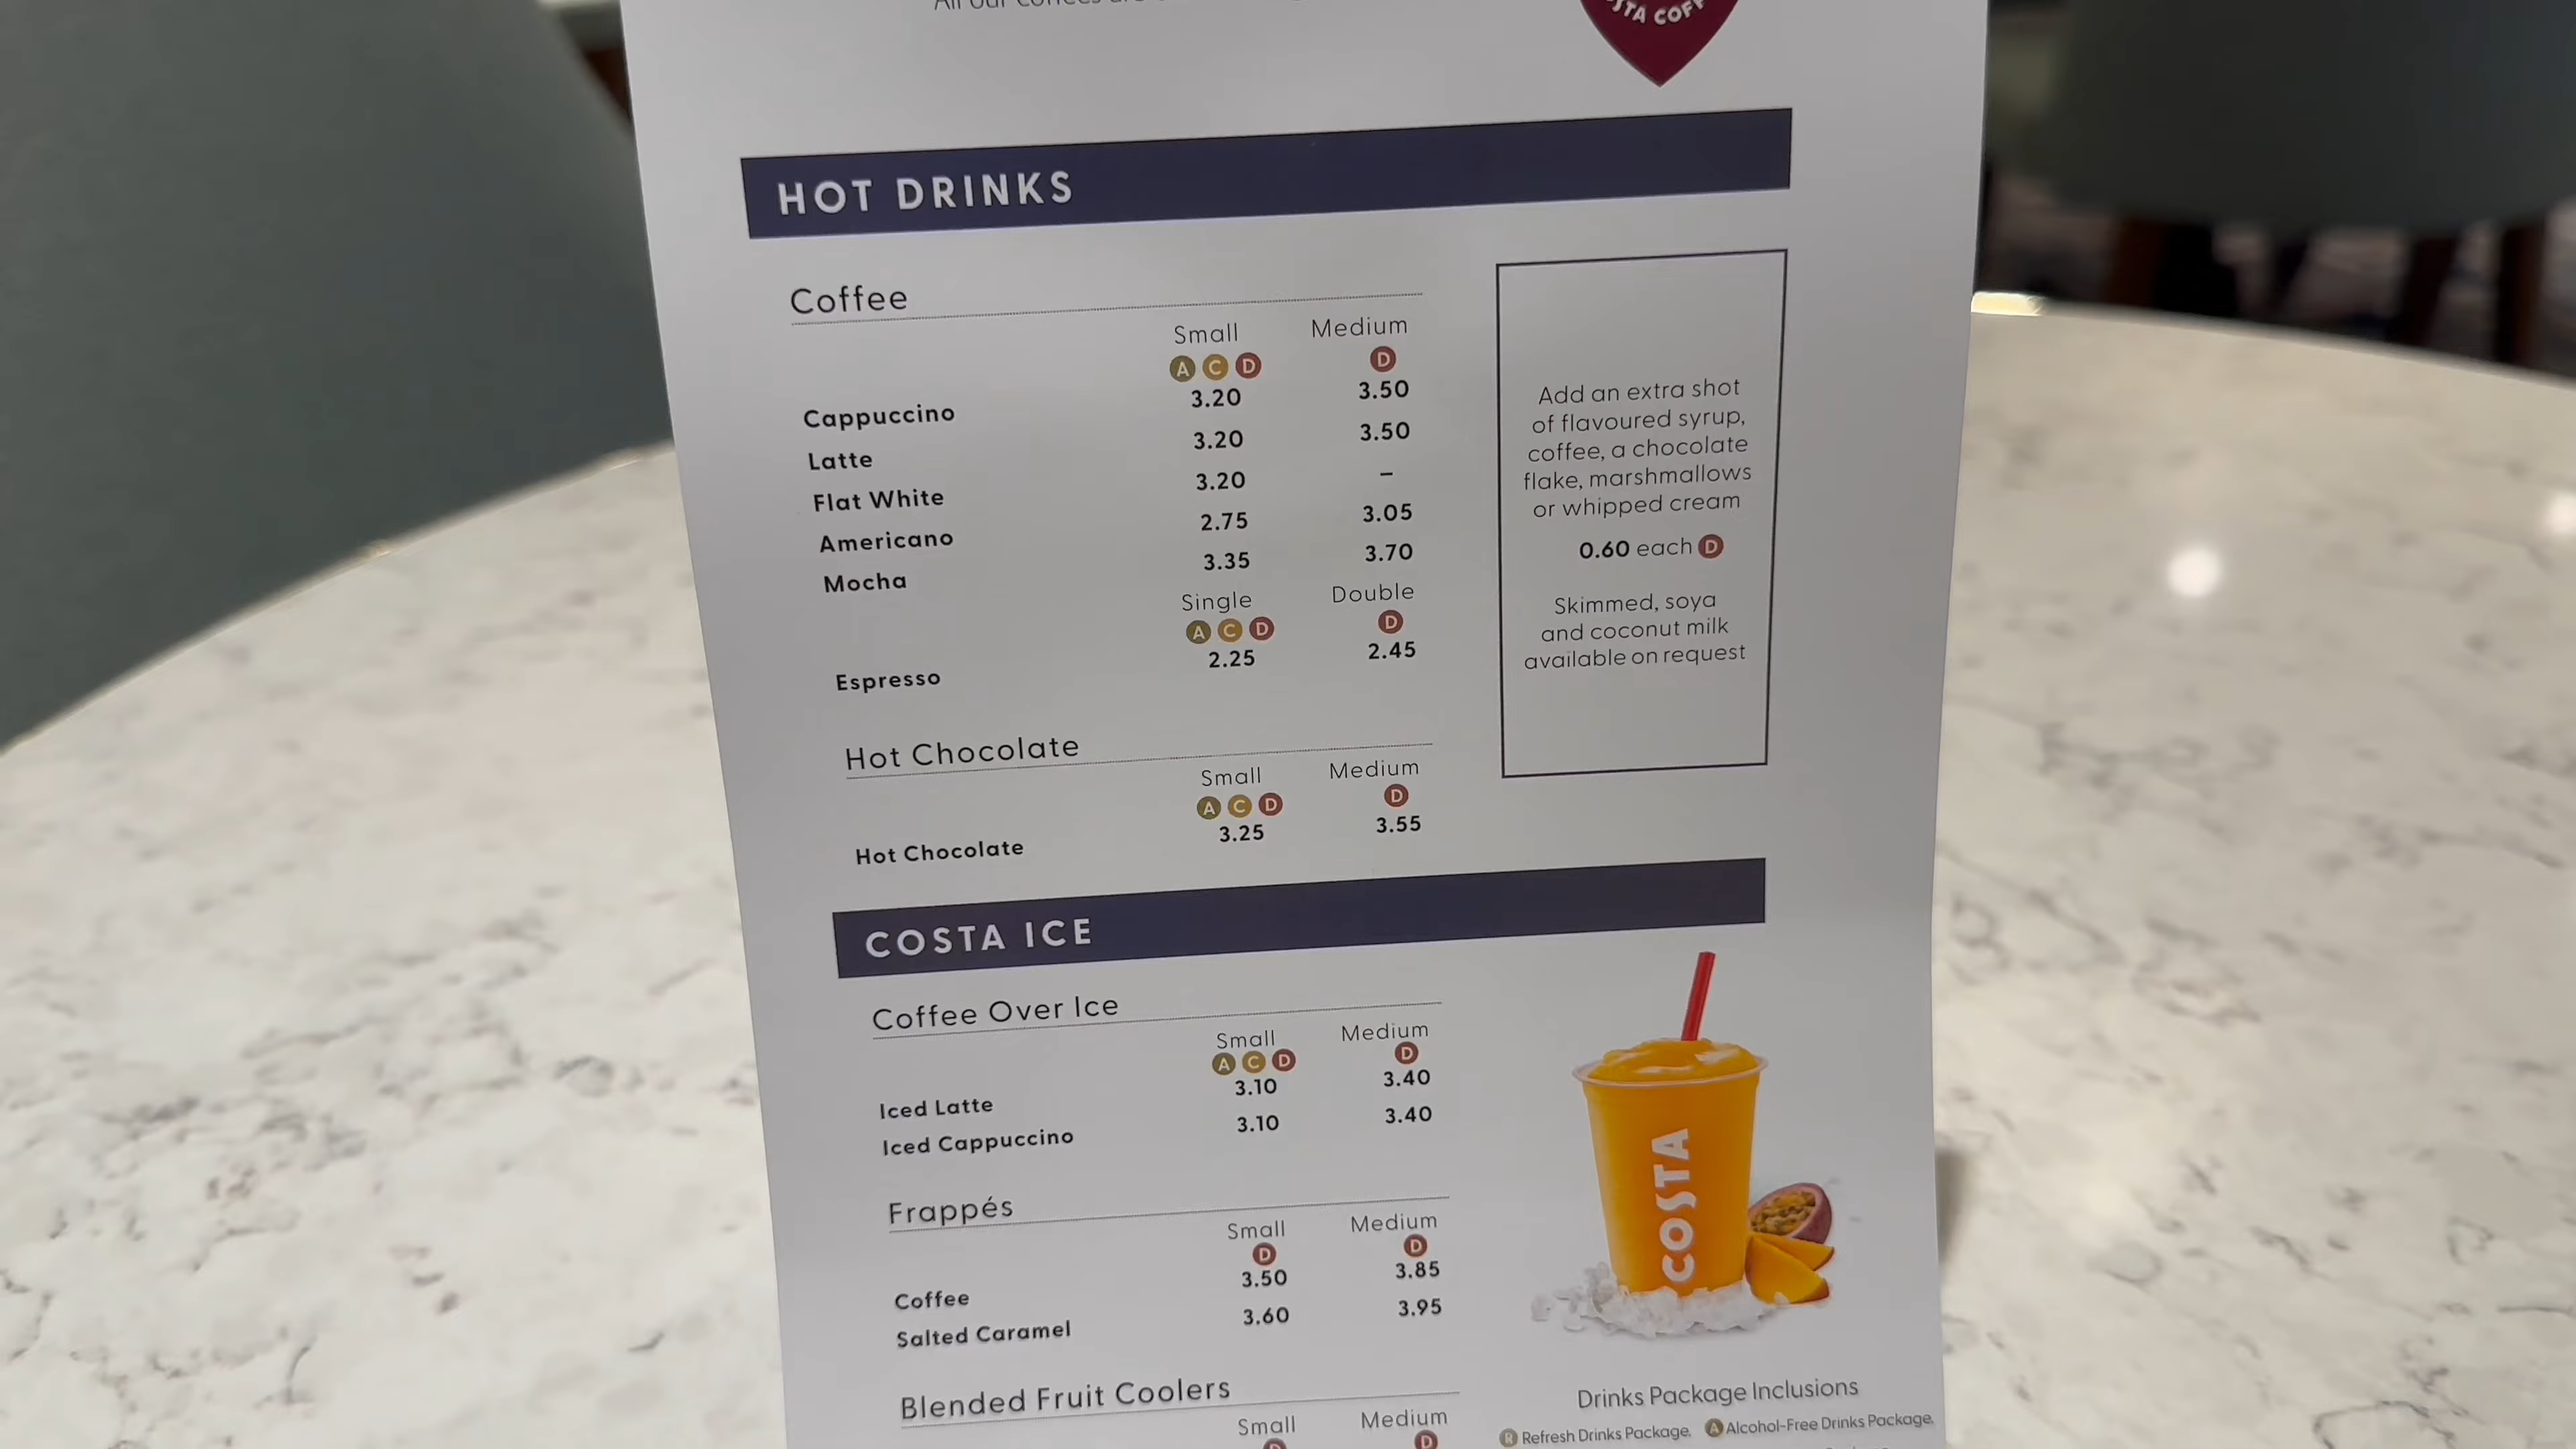 All our coffees are
STA COFF
HOT DRINKS
Coffee
Small Medium
A C D D
Cappuccino 3.20 3.50
Latte 3.20 3.50
Flat White 3.20 –
Americano 2.75 3.05
Mocha 3.35 3.70
Single Double
A C D D
Espresso 2.25 2.45
Add an extra shot
of flavoured syrup,
coffee, a chocolate
flake, marshmallows
or whipped cream
0.60 each D
Skimmed, soya
and coconut milk
available on request
Hot Chocolate
Small Medium
A C D D
Hot Chocolate 3.25 3.55
COSTA ICE
Coffee Over Ice
Small Medium
A C D D
Iced Latte 3.10 3.40
Iced Cappuccino 3.10 3.40
Frappés
Small Medium
D D
Coffee 3.50 3.85
Salted Caramel 3.60 3.95
COSTA
Blended Fruit Coolers
Small Medium
D D
Drinks Package Inclusions
R Refresh Drinks Package, A Alcohol-Free Drinks Package,